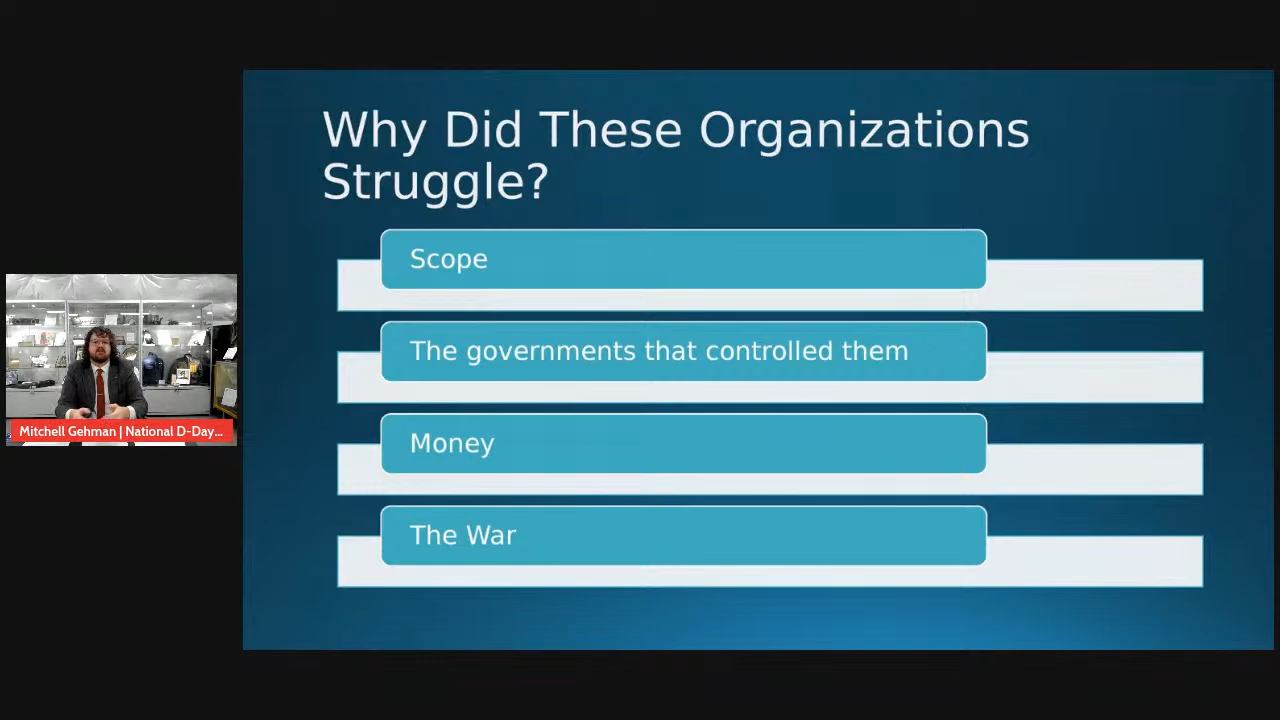 Why Did These Organizations
Struggle?
Scope
The governments that controlled them
Money
The War
Mitchell Gehman | National D-Day...